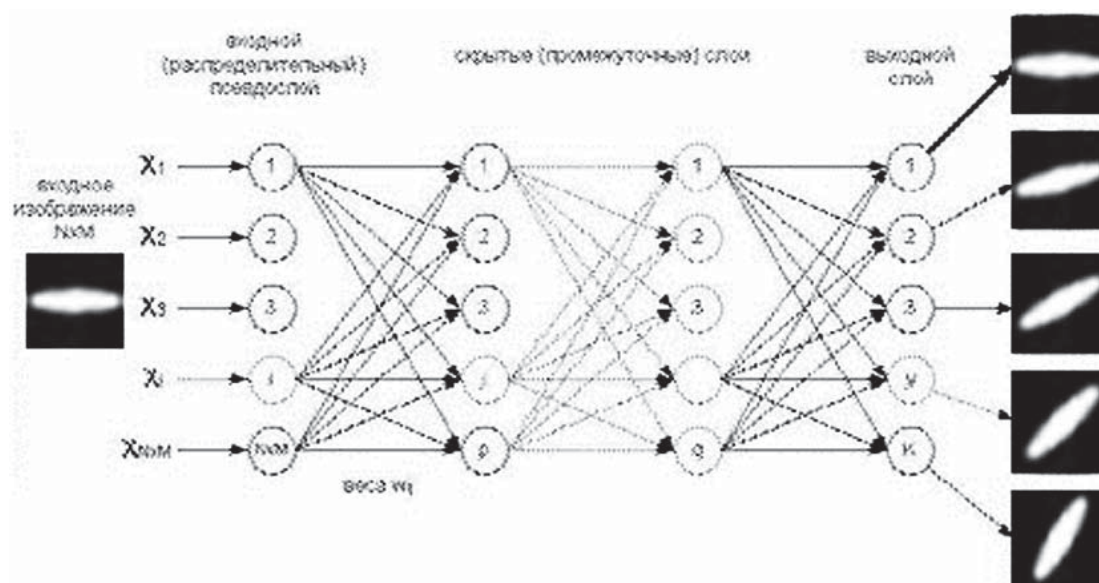 входной
(распределительный)
псевдослой
скрытые (промежуточные) слои
выходной
слой
входное
изображение
NxM
X1
X2
X3
Xi
XNxM
1
2
3
i
NxM
1
2
3
j
p
1
2
3
q
1
2
3
y
K
веса wij